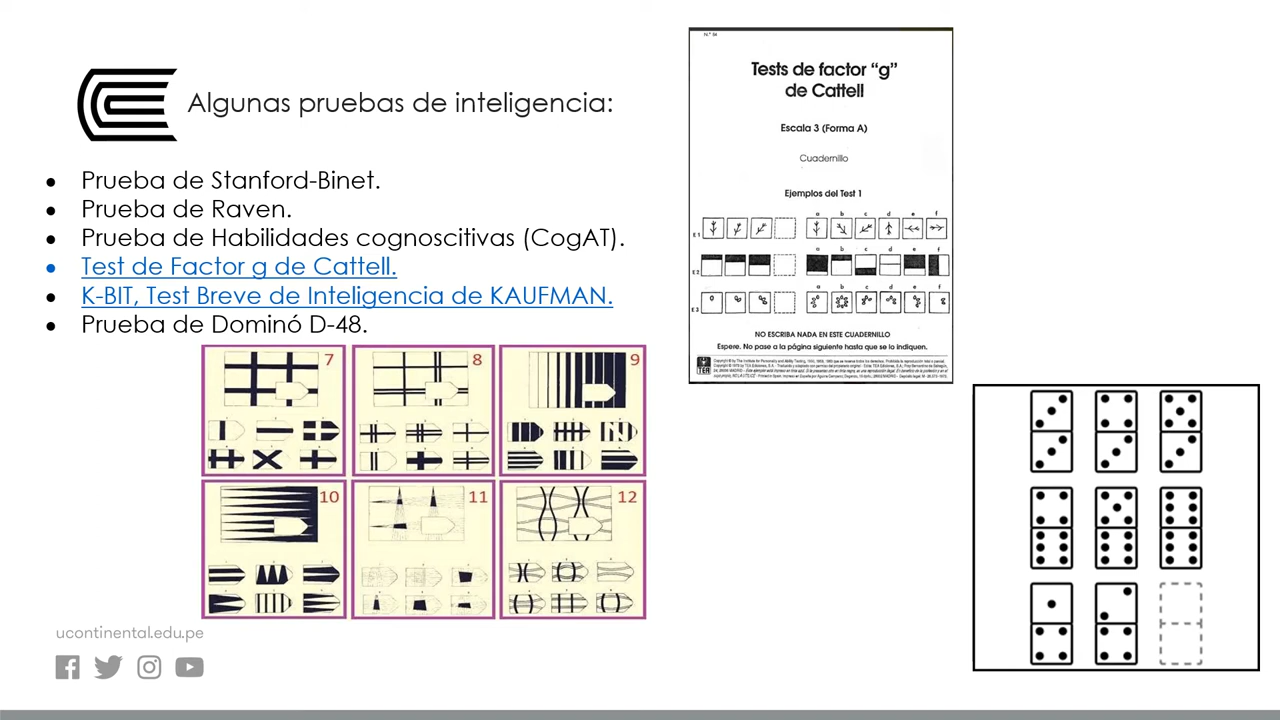 Algunas pruebas de inteligencia:
Prueba de Stanford-Binet.
Prueba de Raven.
Prueba de Habilidades cognoscitivas (CogAT).
Test de Factor g de Cattell.
K-BIT, Test Breve de Inteligencia de KAUFMAN.
Prueba de Dominó D-48.
7 8 9
10 11 12
ucontinental.edu.pe
N.º 84
Tests de factor "g"
de Cattell
Escala 3 (Forma A)
Cuadernillo
Ejemplos del Test 1
a b c d e f
E1
a b c d e f
E2
a b c d e f
E3
NO ESCRIBA NADA EN ESTE CUADERNILLO
Espere. No pase a la página siguiente hasta que se lo indiquen.
TEA